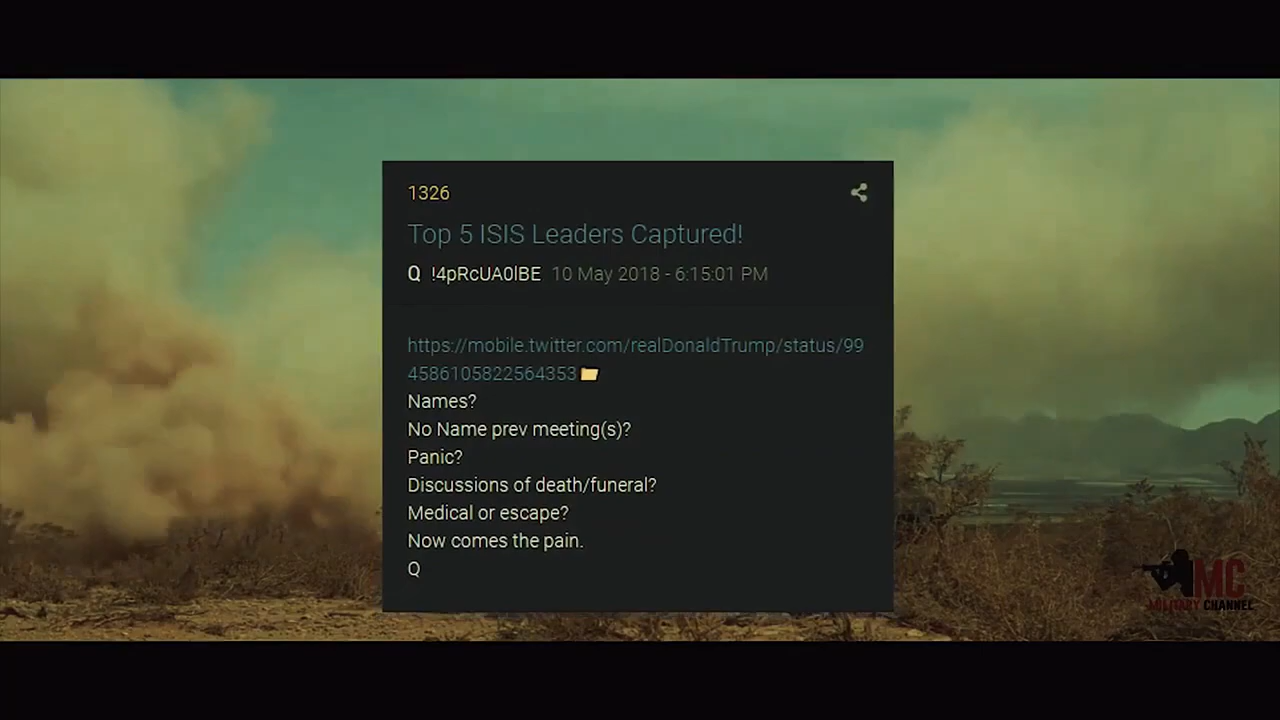 1326
Top 5 ISIS Leaders Captured!
Q !4pRcUA0lBE 10 May 2018 - 6:15:01 PM
https://mobile.twitter.com/realDonaldTrump/status/99
4586105822564353
Names?
No Name prev meeting(s)?
Panic?
Discussions of death/funeral?
Medical or escape?
Now comes the pain.
Q
MC
MILITARY CHANNEL